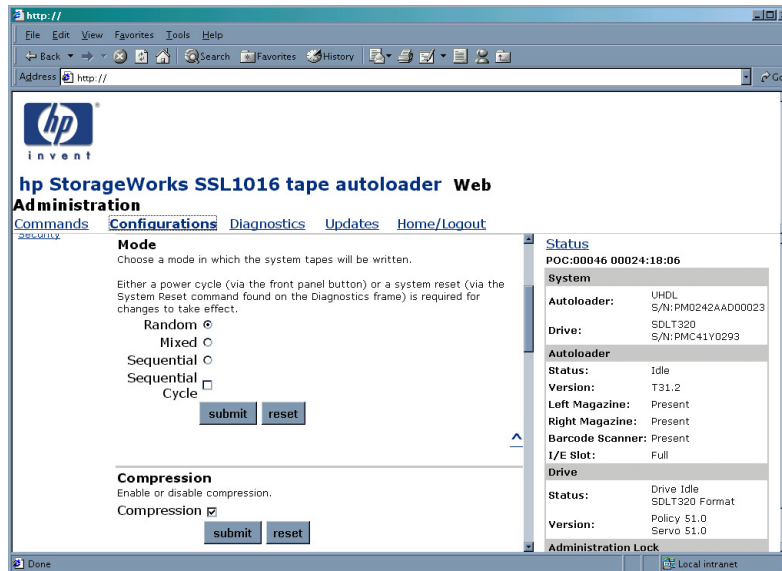 http://
File Edit View Favorites Tools Help
Back Search Favorites History
Address http:// Go
hp
invent
hp StorageWorks SSL1016 tape autoloader Web
Administration
Commands Configurations Diagnostics Updates Home/Logout
Security
Mode
Choose a mode in which the system tapes will be written.
Either a power cycle (via the front panel button) or a system reset (via the
System Reset command found on the Diagnostics frame) is required for
changes to take effect.
Random
Mixed
Sequential
Sequential
Cycle
submit reset
^
Compression
Enable or disable compression.
Compression
submit reset
Status
POC:00046 00024:18:06
System
Autoloader: UHDL
S/N:PM0242AAD00023
Drive: SDLT320
S/N:PMC41Y0293
Autoloader
Status: Idle
Version: T31.2
Left Magazine: Present
Right Magazine: Present
Barcode Scanner: Present
I/E Slot: Full
Drive
Status: Drive Idle
SDLT320 Format
Version: Policy 51.0
Servo 51.0
Administration Lock
Done Local intranet